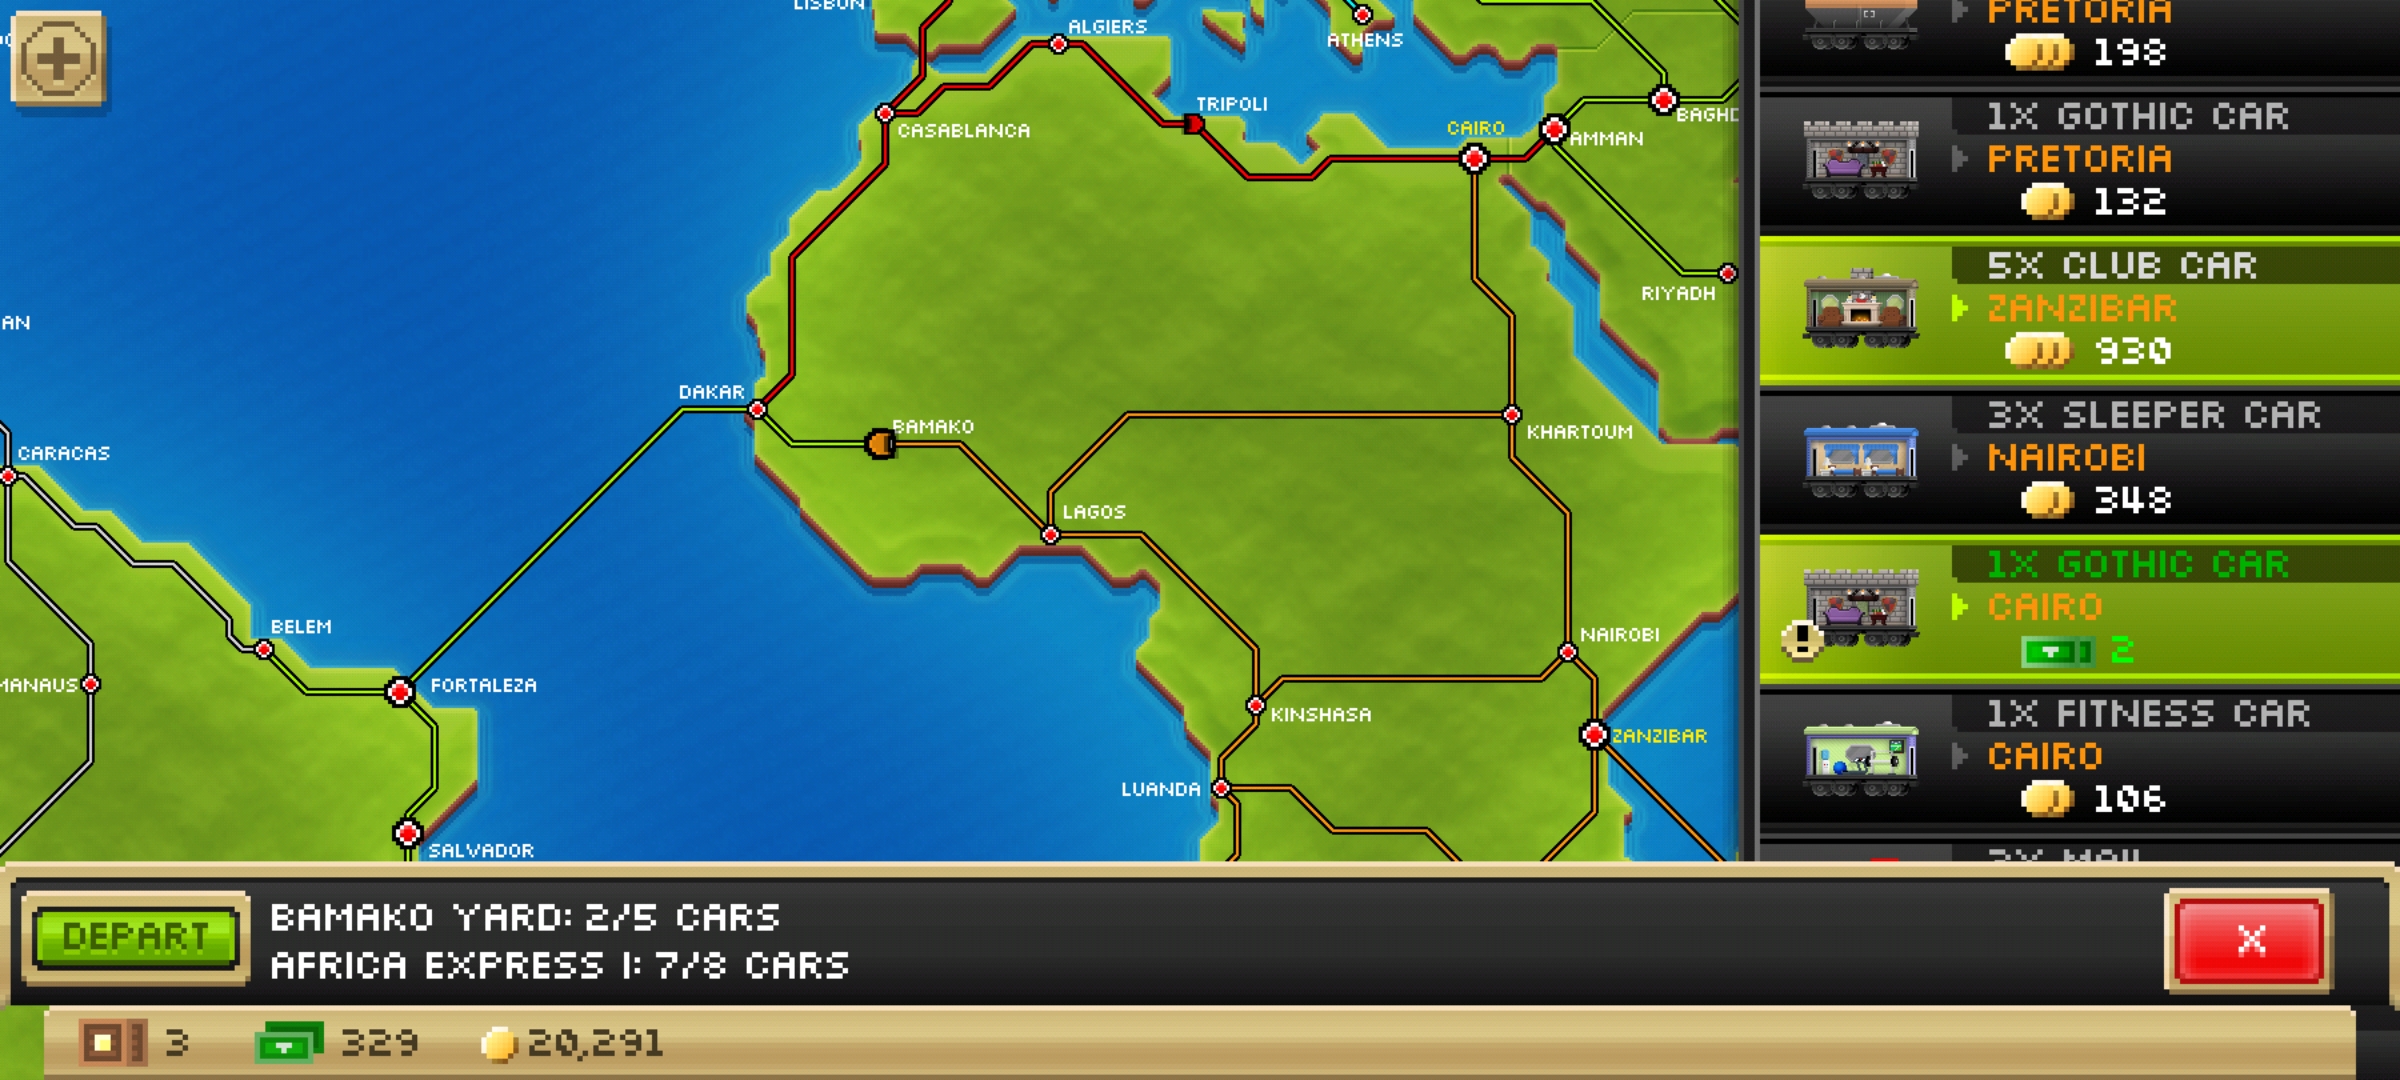 LISBON
ALGIERS
ATHENS
TRIPOLI
CASABLANCA
CAIRO
AMMAN
BAGHD
RIYADH
AN
DAKAR
BAMAKO
KHARTOUM
CARACAS
LAGOS
BELEM
NAIROBI
MANAUS
FORTALEZA
KINSHASA
ZANZIBAR
LUANDA
SALVADOR
PRETORIA
198
1X GOTHIC CAR
PRETORIA
132
5X CLUB CAR
ZANZIBAR
930
3X SLEEPER CAR
NAIROBI
348
1X GOTHIC CAR
CAIRO
2
1X FITNESS CAR
CAIRO
106
DEPART
BAMAKO YARD: 2/5 CARS
AFRICA EXPRESS I: 7/8 CARS
X
3
329
20,291